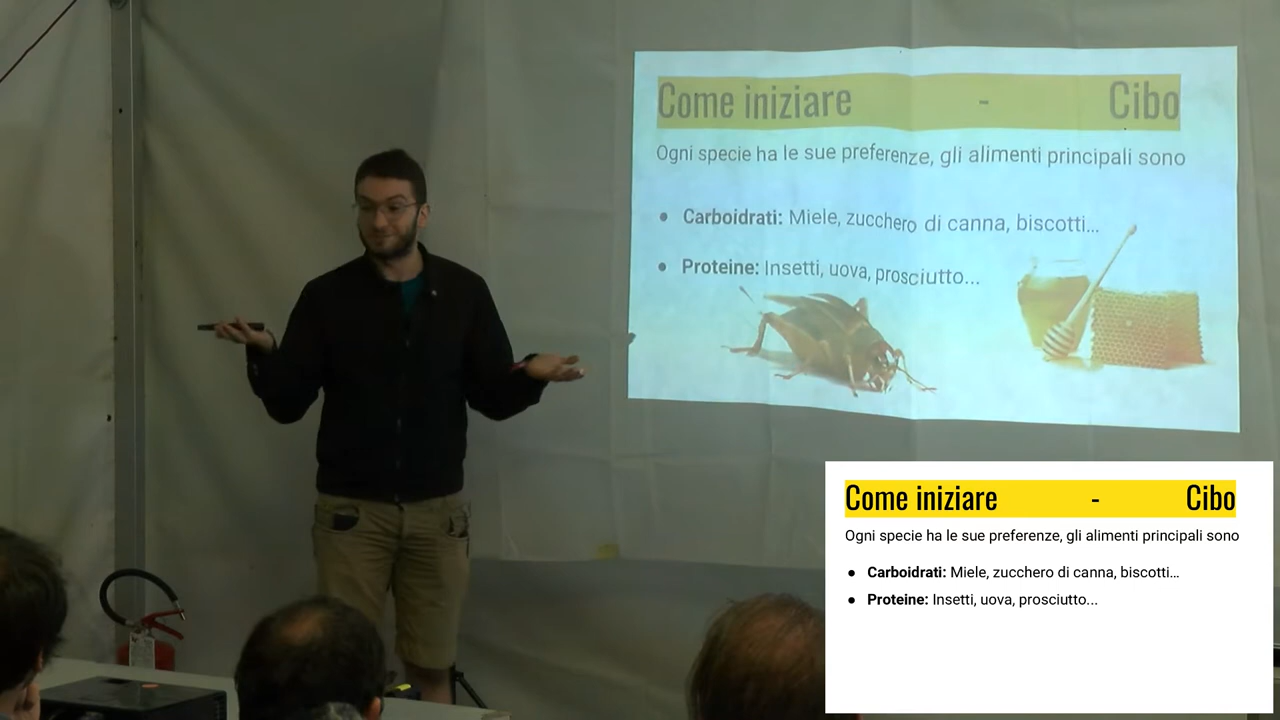 Come iniziare - Cibo
Ogni specie ha le sue preferenze, gli alimenti principali sono
● Carboidrati: Miele, zucchero di canna, biscotti...
● Proteine: Insetti, uova, prosciutto...
Come iniziare - Cibo
Ogni specie ha le sue preferenze, gli alimenti principali sono
● Carboidrati: Miele, zucchero di canna, biscotti...
● Proteine: Insetti, uova, prosciutto...